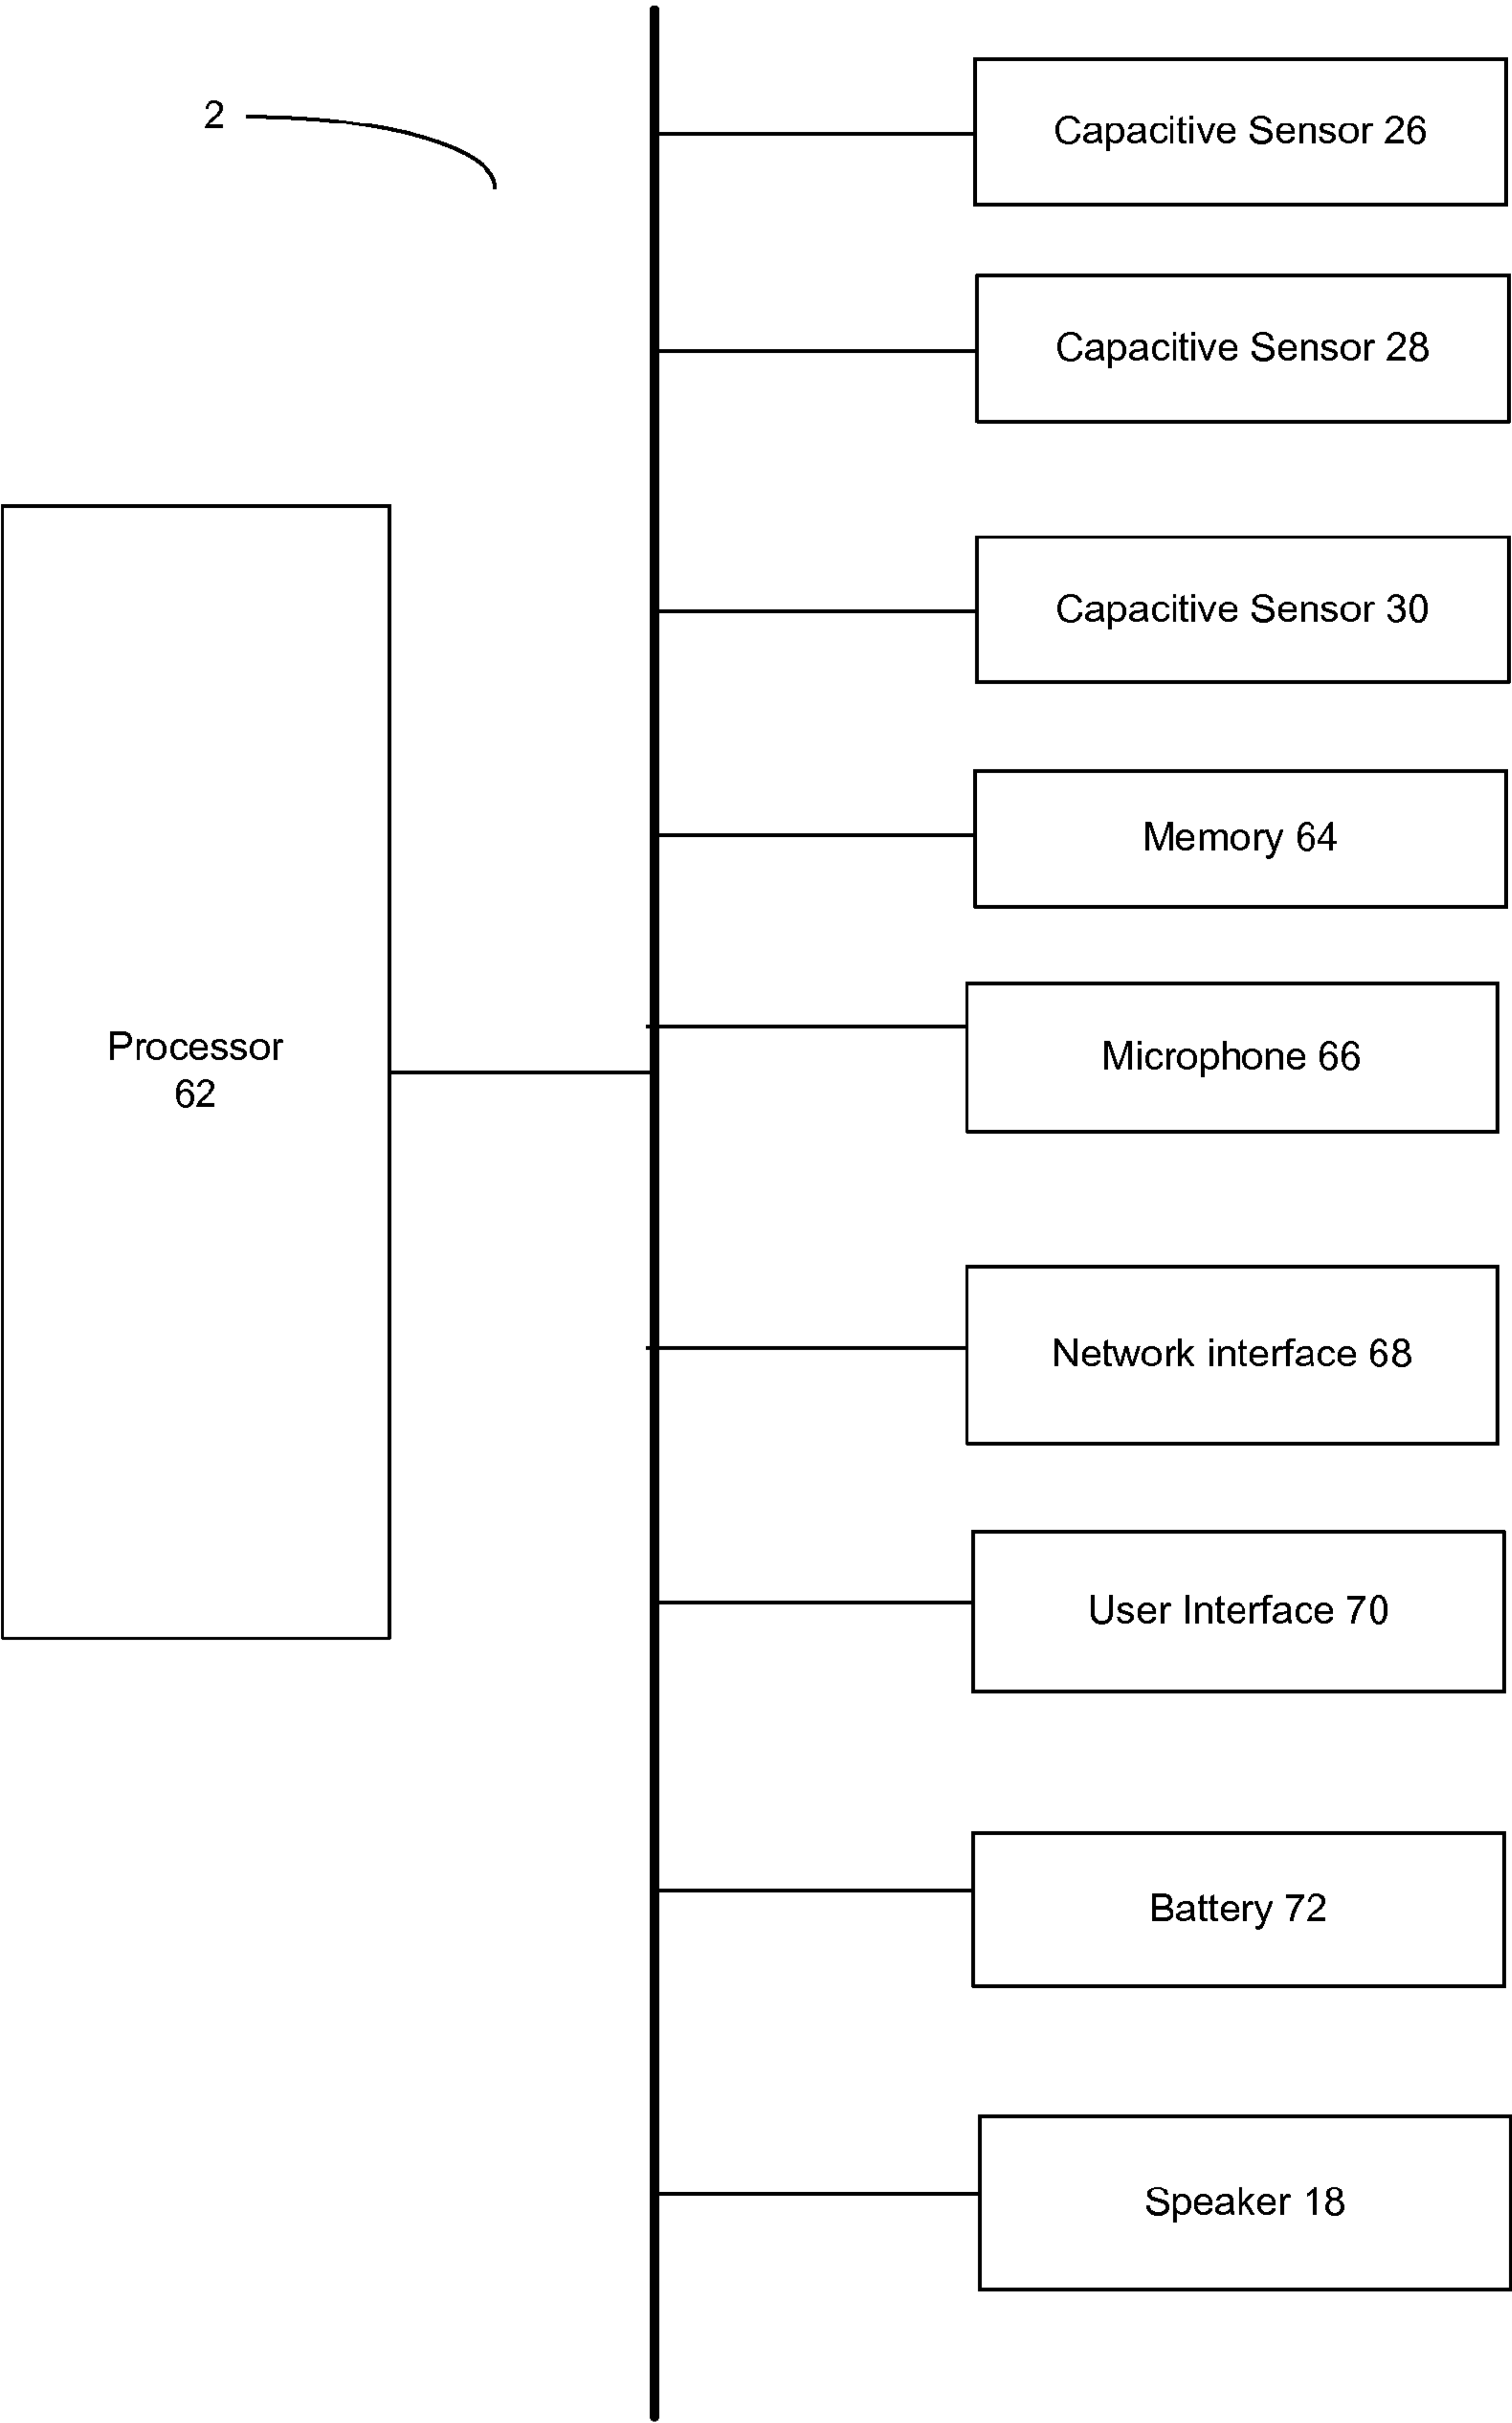 2
Capacitive Sensor 26
Capacitive Sensor 28
Capacitive Sensor 30
Memory 64
Processor
62
Microphone 66
Network interface 68
User Interface 70
Battery 72
Speaker 18